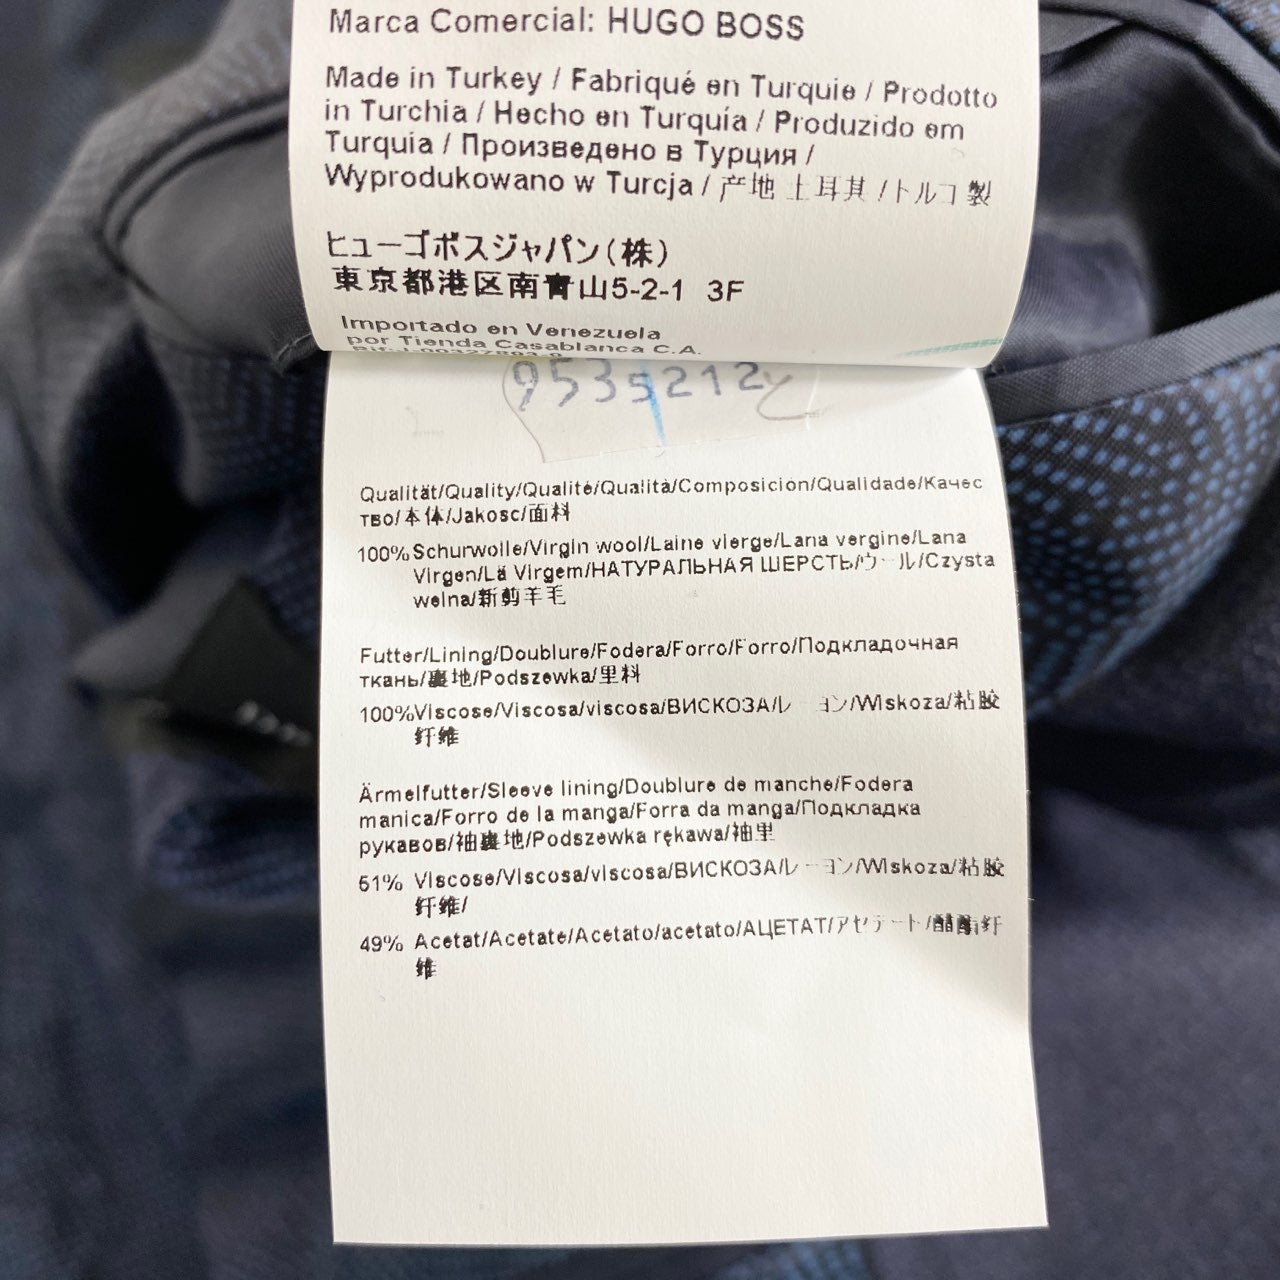 Marca Comercial: HUGO BOSS
Made in Turkey / Fabriqué en Turquie / Prodotto
in Turchia / Hecho en Turquía / Produzido em
Turquia / Произведено в Турция /
Wyprodukowano w Turcja / 产地 土耳其 / トルコ製
ヒューゴボスジャパン(株)
東京都港区南青山5-2-1 3F
Importado en Venezuela
por Tienda Casablanca C.A.
9535212
Qualität/Quality/Qualité/Qualità/Composicion/Qualidade/Качес
тво/本体/Jakosc/面料
100% Schurwolle/Virgin wool/Laine vierge/Lana vergine/Lana
Virgen/Lã Virgem/НАТУРАЛЬНАЯ ШЕРСТЬ/ウール/Czysta
welna/新剪羊毛
Futter/Lining/Doublure/Fodera/Forro/Forro/Подкладочная
ткань/裏地/Podszewka/里料
100% Viscose/Viscosa/viscosa/ВИСКОЗА/レーヨン/Wiskoza/粘胶
纤维
Ärmelfutter/Sleeve lining/Doublure de manche/Fodera
manica/Forro de la manga/Forra da manga/Подкладка
рукавов/袖裏地/Podszewka rękawa/袖里
51% Viscose/Viscosa/viscosa/ВИСКОЗА/レーヨン/Wiskoza/粘胶
纤维/
49% Acetat/Acetate/Acetato/acetato/АЦЕТАТ/アセテート/醋酯纤
维